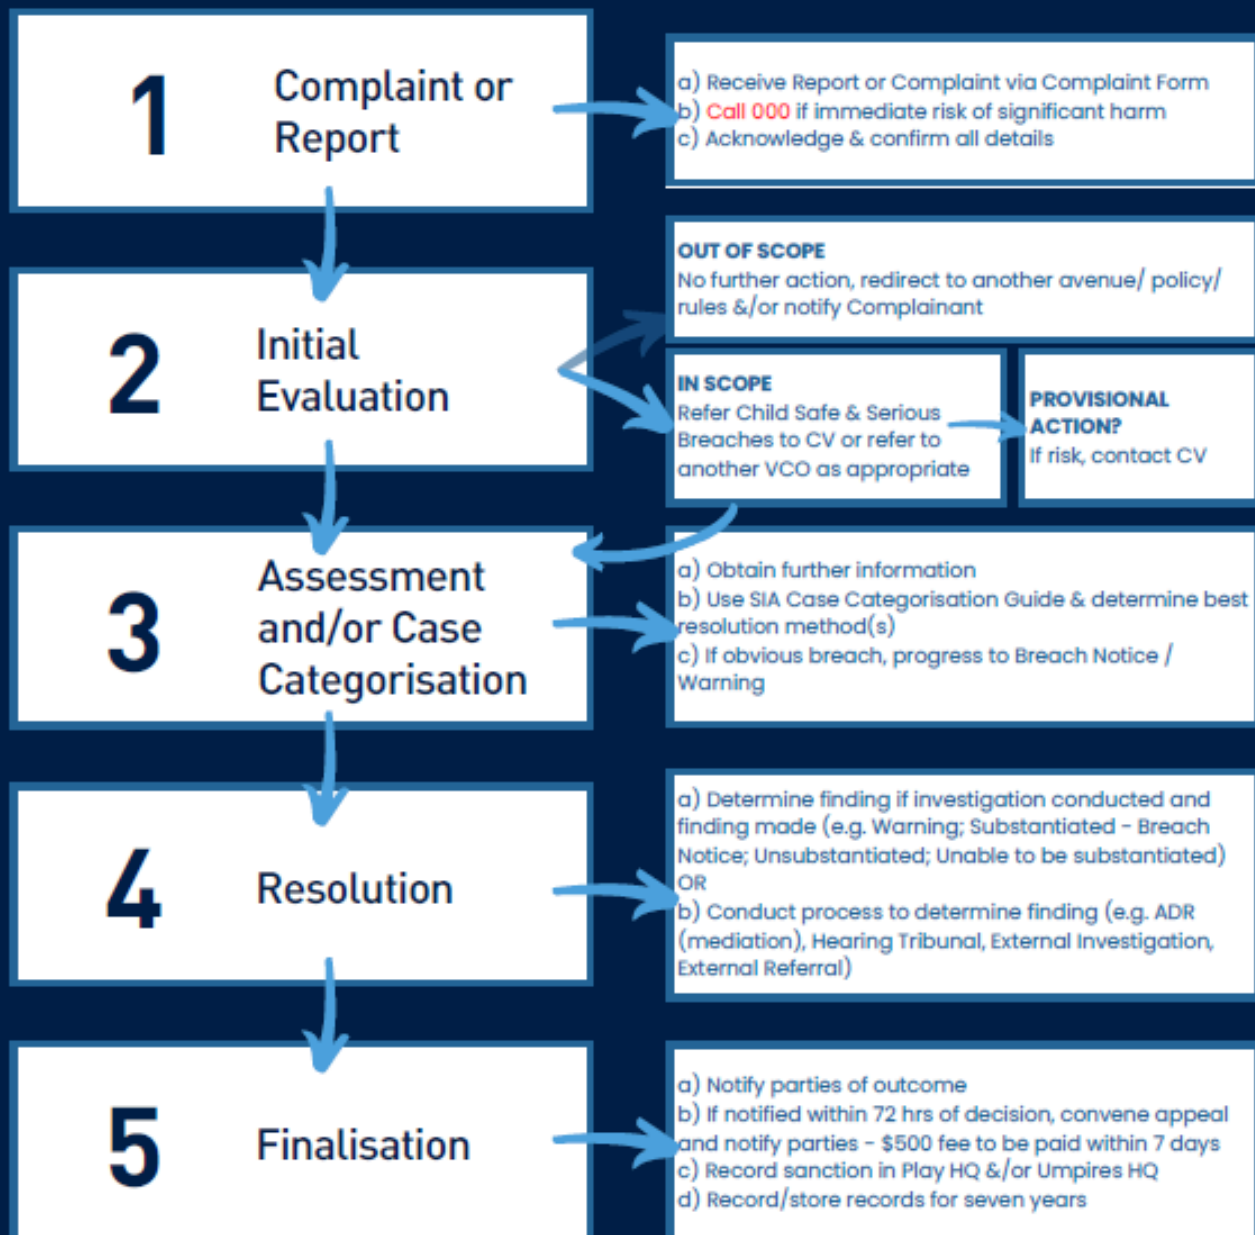 1
Complaint or
Report
a) Receive Report or Complaint via Complaint Form
b) Call 000 if immediate risk of significant harm
c) Acknowledge & confirm all details
2
Initial
Evaluation
OUT OF SCOPE
No further action, redirect to another avenue/ policy/
rules &/or notify Complainant
IN SCOPE
Refer Child Safe & Serious
Breaches to CV or refer to
another VCO as appropriate
PROVISIONAL
ACTION?
If risk, contact CV
3
Assessment
and/or Case
Categorisation
a) Obtain further information
b) Use SIA Case Categorisation Guide & determine best
resolution method(s)
c) If obvious breach, progress to Breach Notice /
Warning
4
Resolution
a) Determine finding if investigation conducted and
finding made (e.g. Warning; Substantiated - Breach
Notice; Unsubstantiated; Unable to be substantiated)
OR
b) Conduct process to determine finding (e.g. ADR
(mediation), Hearing Tribunal, External Investigation,
External Referral)
5
Finalisation
a) Notify parties of outcome
b) If notified within 72 hrs of decision, convene appeal
and notify parties - $500 fee to be paid within 7 days
c) Record sanction in Play HQ &/or Umpires HQ
d) Record/store records for seven years